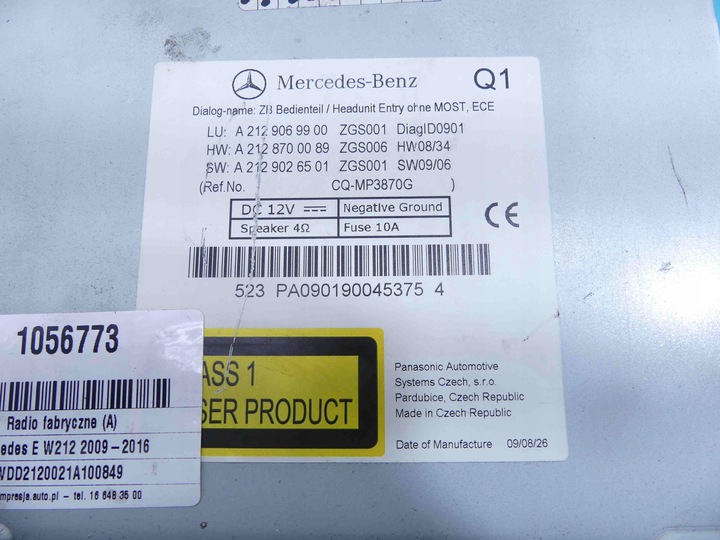 Mercedes-Benz Q1
Dialog-name: ZB Bedienteil / Headunit Entry ohne MOST, ECE
LU: A 212 906 99 00 ZGS001 DiagID0901
HW: A 212 870 00 89 ZGS006 HW08/34
SW: A 212 902 65 01 ZGS001 SW09/06
(Ref.No. CQ-MP3870G )
DC 12V Negative Ground
Speaker 4Ω Fuse 10A
CE
523 PA090190045375 4
ASS 1
SER PRODUCT
Panasonic Automotive
Systems Czech, s.r.o.
Pardubice, Czech Republic
Made in Czech Republic
Date of Manufacture 09/08/26
1056773
Radio fabryczne (A)
edes E W212 2009-2016
WDD2120021A100849
mpresja.auto.pl - tel. 16 648 35 00